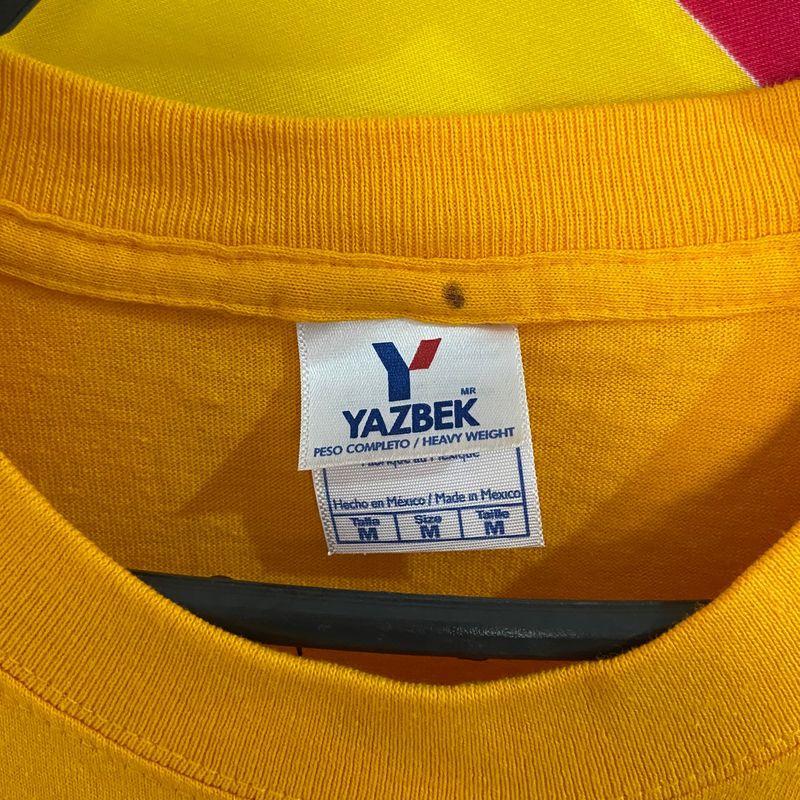 Y
MR
YAZBEK
PESO COMPLETO / HEAVY WEIGHT
Hecho en México / Made in Mexico
Talla Size Taille
M M M